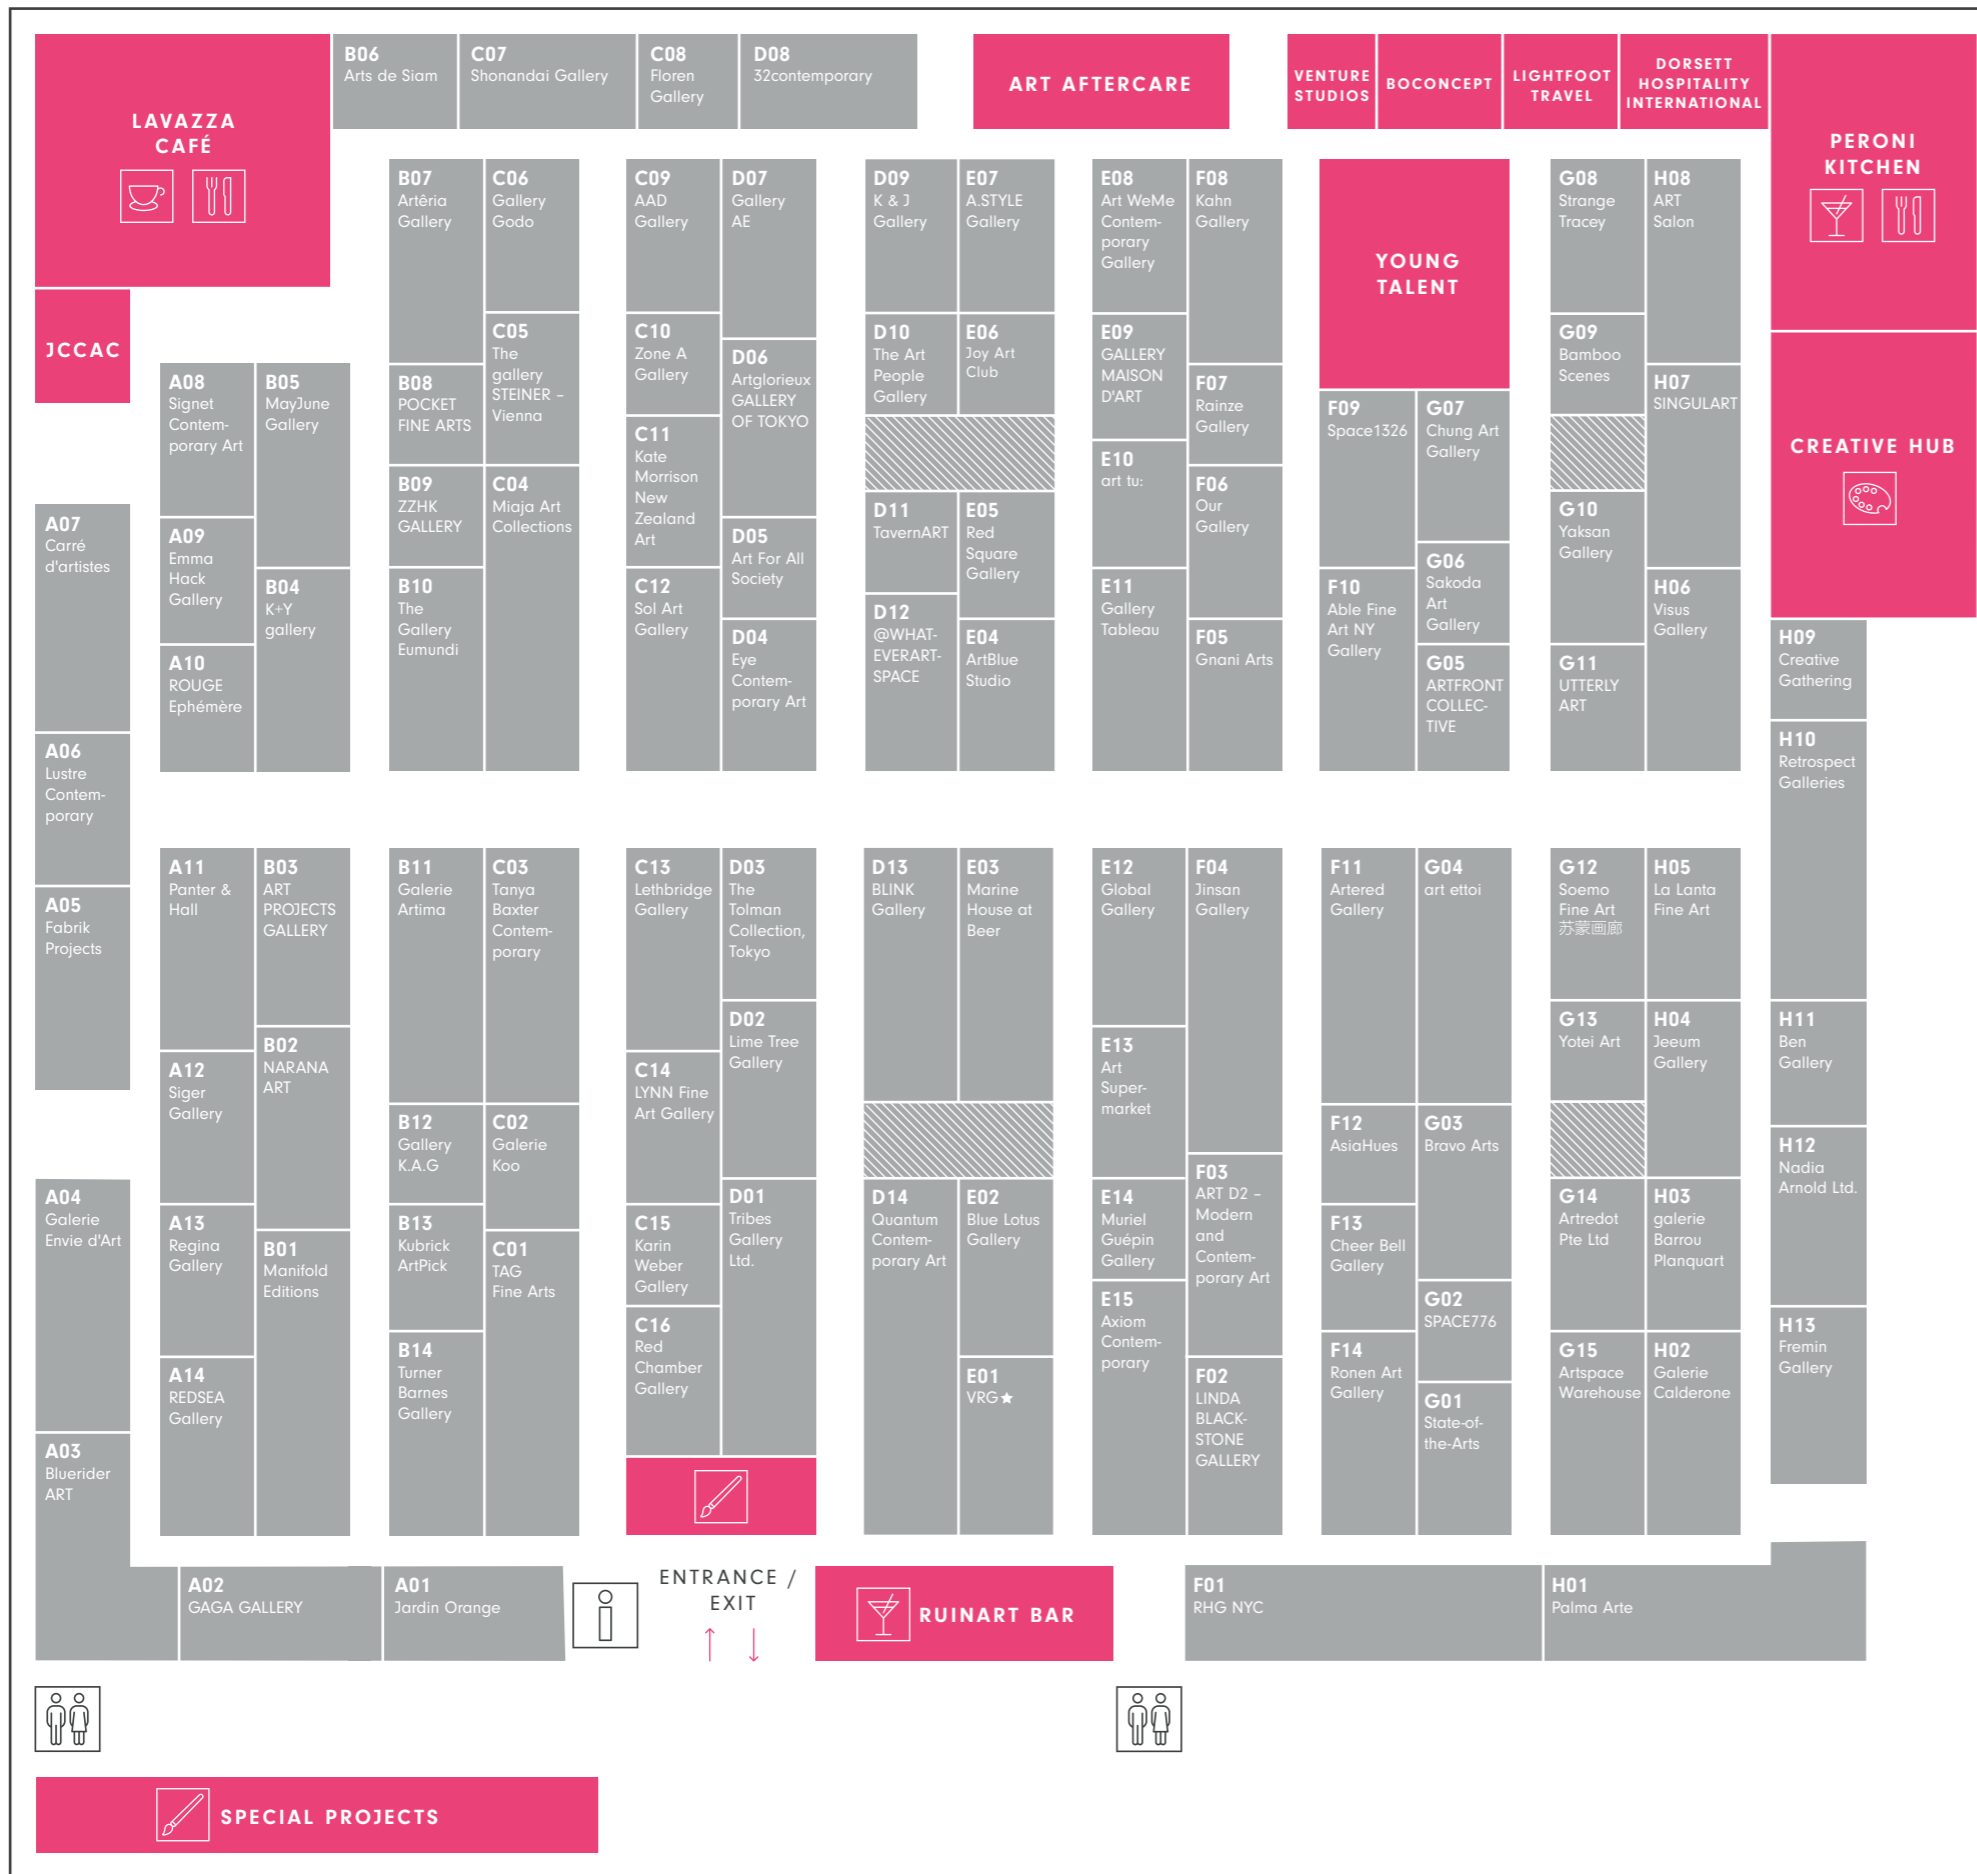 LAVAZZA
CAFÉ
B06
Arts de Siam
C07
Shonandai Gallery
C08
Floren
Gallery
D08
32contemporary
ART AFTERCARE
VENTURE
STUDIOS
BOCONCEPT
LIGHTFOOT
TRAVEL
DORSETT
HOSPITALITY
INTERNATIONAL
PERONI
KITCHEN
JCCAC
CREATIVE HUB
YOUNG
TALENT
B07
Artêria
Gallery
C06
Gallery
Godo
C09
AAD
Gallery
D07
Gallery
AE
D09
K & J
Gallery
E07
A.STYLE
Gallery
E08
Art WeMe
Contem-
porary
Gallery
F08
Kahn
Gallery
G08
Strange
Tracey
H08
ART
Salon
C05
The
gallery
STEINER –
Vienna
C10
Zone A
Gallery
D06
Artglorieux
GALLERY
OF TOKYO
D10
The Art
People
Gallery
E06
Joy Art
Club
E09
GALLERY
MAISON
D'ART
F07
Rainze
Gallery
G09
Bamboo
Scenes
H07
SINGULART
A08
Signet
Contem-
porary Art
B05
MayJune
Gallery
B08
POCKET
FINE ARTS
C11
Kate
Morrison
New
Zealand
Art
F09
Space1326
G07
Chung Art
Gallery
E10
art tu:
B09
ZZHK
GALLERY
C04
Miaja Art
Collections
F06
Our
Gallery
A07
Carré
d'artistes
A09
Emma
Hack
Gallery
D05
Art For All
Society
D11
TavernART
E05
Red
Square
Gallery
G10
Yaksan
Gallery
B04
K+Y
gallery
B10
The
Gallery
Eumundi
C12
Sol Art
Gallery
D04
Eye
Contem-
porary Art
D12
@WHAT-
EVERART-
SPACE
E04
ArtBlue
Studio
E11
Gallery
Tableau
F05
Gnani Arts
F10
Able Fine
Art NY
Gallery
G06
Sakoda
Art
Gallery
G05
ARTFRONT
COLLEC-
TIVE
G11
UTTERLY
ART
H06
Visus
Gallery
H09
Creative
Gathering
A10
ROUGE
Ephémère
A06
Lustre
Contem-
porary
H10
Retrospect
Galleries
A05
Fabrik
Projects
A11
Panter &
Hall
B03
ART
PROJECTS
GALLERY
B11
Galerie
Artima
C03
Tanya
Baxter
Contem-
porary
C13
Lethbridge
Gallery
D03
The
Tolman
Collection,
Tokyo
D13
BLINK
Gallery
E03
Marine
House at
Beer
E12
Global
Gallery
F04
Jinsan
Gallery
F11
Artered
Gallery
G04
art ettoi
G12
Soemo
Fine Art
苏蒙画廊
H05
La Lanta
Fine Art
A12
Siger
Gallery
B02
NARANA
ART
C14
LYNN Fine
Art Gallery
D02
Lime Tree
Gallery
E13
Art
Super-
market
G13
Yotei Art
H04
Jeeum
Gallery
H11
Ben
Gallery
B12
Gallery
K.A.G
C02
Galerie
Koo
F12
AsiaHues
G03
Bravo Arts
H12
Nadia
Arnold Ltd.
A04
Galerie
Envie d'Art
A13
Regina
Gallery
B01
Manifold
Editions
B13
Kubrick
ArtPick
C01
TAG
Fine Arts
C15
Karin
Weber
Gallery
D01
Tribes
Gallery
Ltd.
D14
Quantum
Contem-
porary Art
E02
Blue Lotus
Gallery
E14
Muriel
Guépin
Gallery
F03
ART D2 –
Modern
and
Contem-
porary Art
F13
Cheer Bell
Gallery
G02
SPACE776
G14
Artredot
Pte Ltd
H03
galerie
Barrou
Planquart
H13
Fremin
Gallery
A03
Bluerider
ART
A14
REDSEA
Gallery
B14
Turner
Barnes
Gallery
C16
Red
Chamber
Gallery
E01
VRG★
E15
Axiom
Contem-
porary
F02
LINDA
BLACK-
STONE
GALLERY
F14
Ronen Art
Gallery
G01
State-of-
the-Arts
G15
Artspace
Warehouse
H02
Galerie
Calderone
A02
GAGA GALLERY
A01
Jardin Orange
ENTRANCE /
EXIT
RUINART BAR
F01
RHG NYC
H01
Palma Arte
SPECIAL PROJECTS